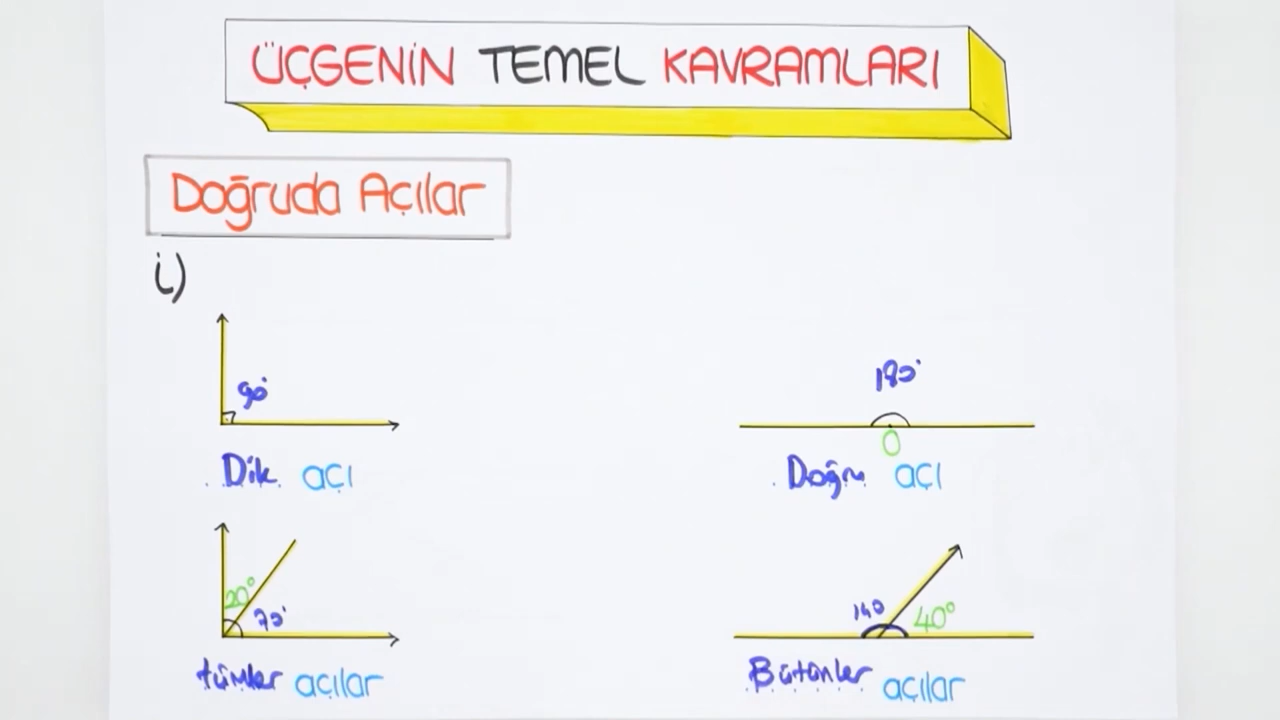 ÜÇGENİN TEMEL KAVRAMLARI
Doğruda Açılar
i)
90°
180°
O
Dik açı
Doğru açı
20°
70°
140
40°
tümler açılar
Bütünler açılar